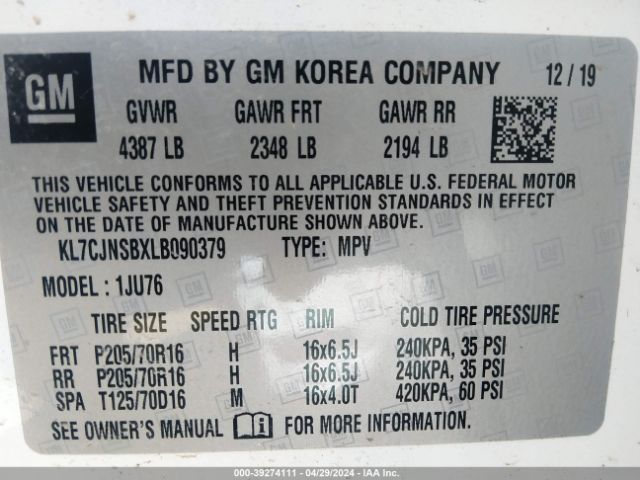 GM MFD BY GM KOREA COMPANY 12/19
GVWR GAWR FRT GAWR RR
4387 LB 2348 LB 2194 LB
THIS VEHICLE CONFORMS TO ALL APPLICABLE U.S. FEDERAL MOTOR
VEHICLE SAFETY AND THEFT PREVENTION STANDARDS IN EFFECT
ON THE DATE OF MANUFACTURE SHOWN ABOVE.
KL7CJNSBXLB090379 TYPE: MPV
MODEL: 1JU76
TIRE SIZE SPEED RTG RIM COLD TIRE PRESSURE
FRT P205/70R16 H 16x6.5J 240KPA, 35 PSI
RR P205/70R16 H 16x6.5J 240KPA, 35 PSI
SPA T125/70D16 M 16x4.0T 420KPA, 60 PSI
SEE OWNER'S MANUAL FOR MORE INFORMATION.
000-39274111 - 04/29/2024 - IAA Inc.